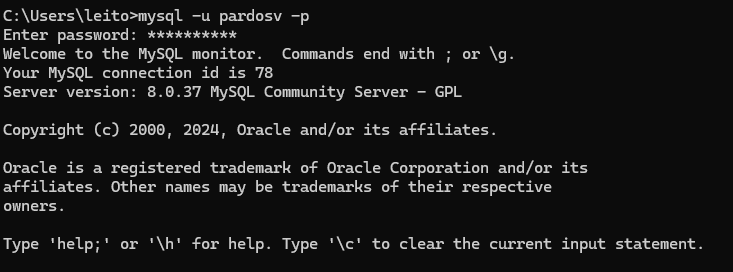 C:\Users\leito>mysql -u pardosv -p
Enter password: **********
Welcome to the MySQL monitor.  Commands end with ; or \g.
Your MySQL connection id is 78
Server version: 8.0.37 MySQL Community Server - GPL
Copyright (c) 2000, 2024, Oracle and/or its affiliates.
Oracle is a registered trademark of Oracle Corporation and/or its
affiliates. Other names may be trademarks of their respective
owners.
Type 'help;' or '\h' for help. Type '\c' to clear the current input statement.